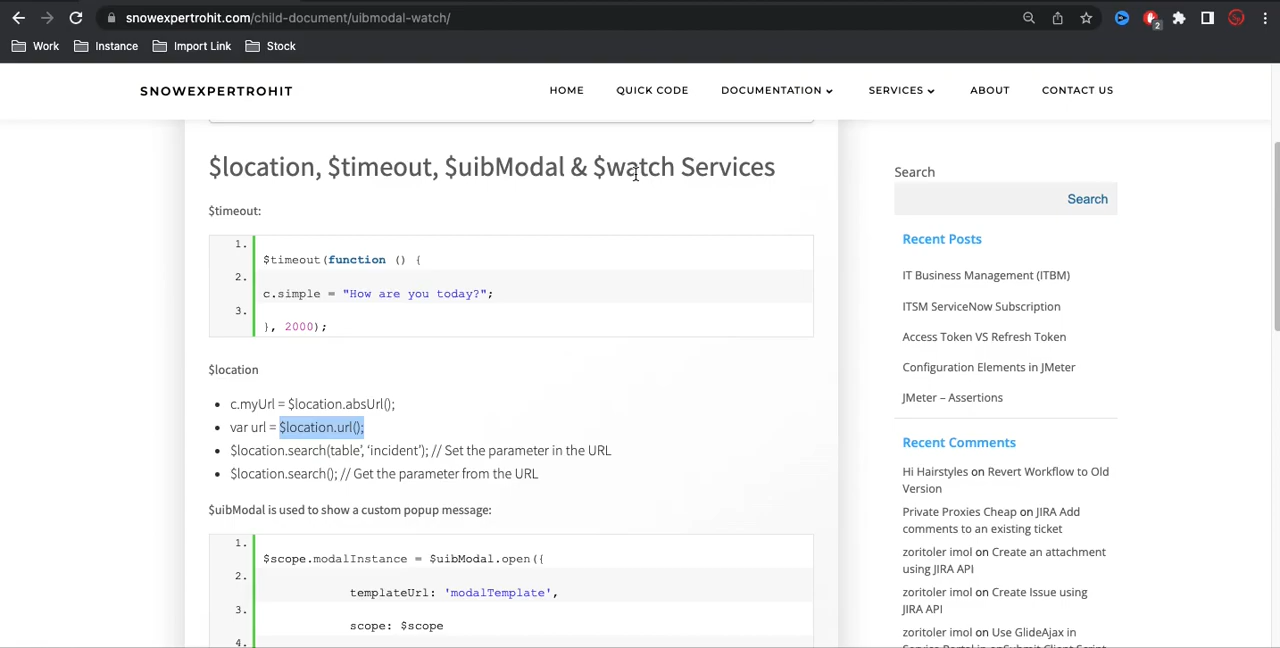 snowexpertrohit.com/child-document/uibmodal-watch/
2
Work Instance Import Link Stock
SNOWEXPERTROHIT HOME QUICK CODE DOCUMENTATION SERVICES ABOUT CONTACT US
$location, $timeout, $uibModal & $watch Services
$timeout:
1.
$timeout(function () {
2.
c.simple = "How are you today?";
3.
}, 2000);
$location
c.myUrl = $location.absUrl();
var url = $location.url();
$location.search(table’, ‘incident’); // Set the parameter in the URL
$location.search(); // Get the parameter from the URL
$uibModal is used to show a custom popup message:
1.
$scope.modalInstance = $uibModal.open({
2.
templateUrl: 'modalTemplate',
3.
scope: $scope
4.
Search
Search
Recent Posts
IT Business Management (ITBM)
ITSM ServiceNow Subscription
Access Token VS Refresh Token
Configuration Elements in JMeter
JMeter – Assertions
Recent Comments
Hi Hairstyles on Revert Workflow to Old
Version
Private Proxies Cheap on JIRA Add
comments to an existing ticket
zoritoler imol on Create an attachment
using JIRA API
zoritoler imol on Create Issue using
JIRA API
zoritoler imol on Use GlideAjax in
Service Portal in onSubmit Client Script